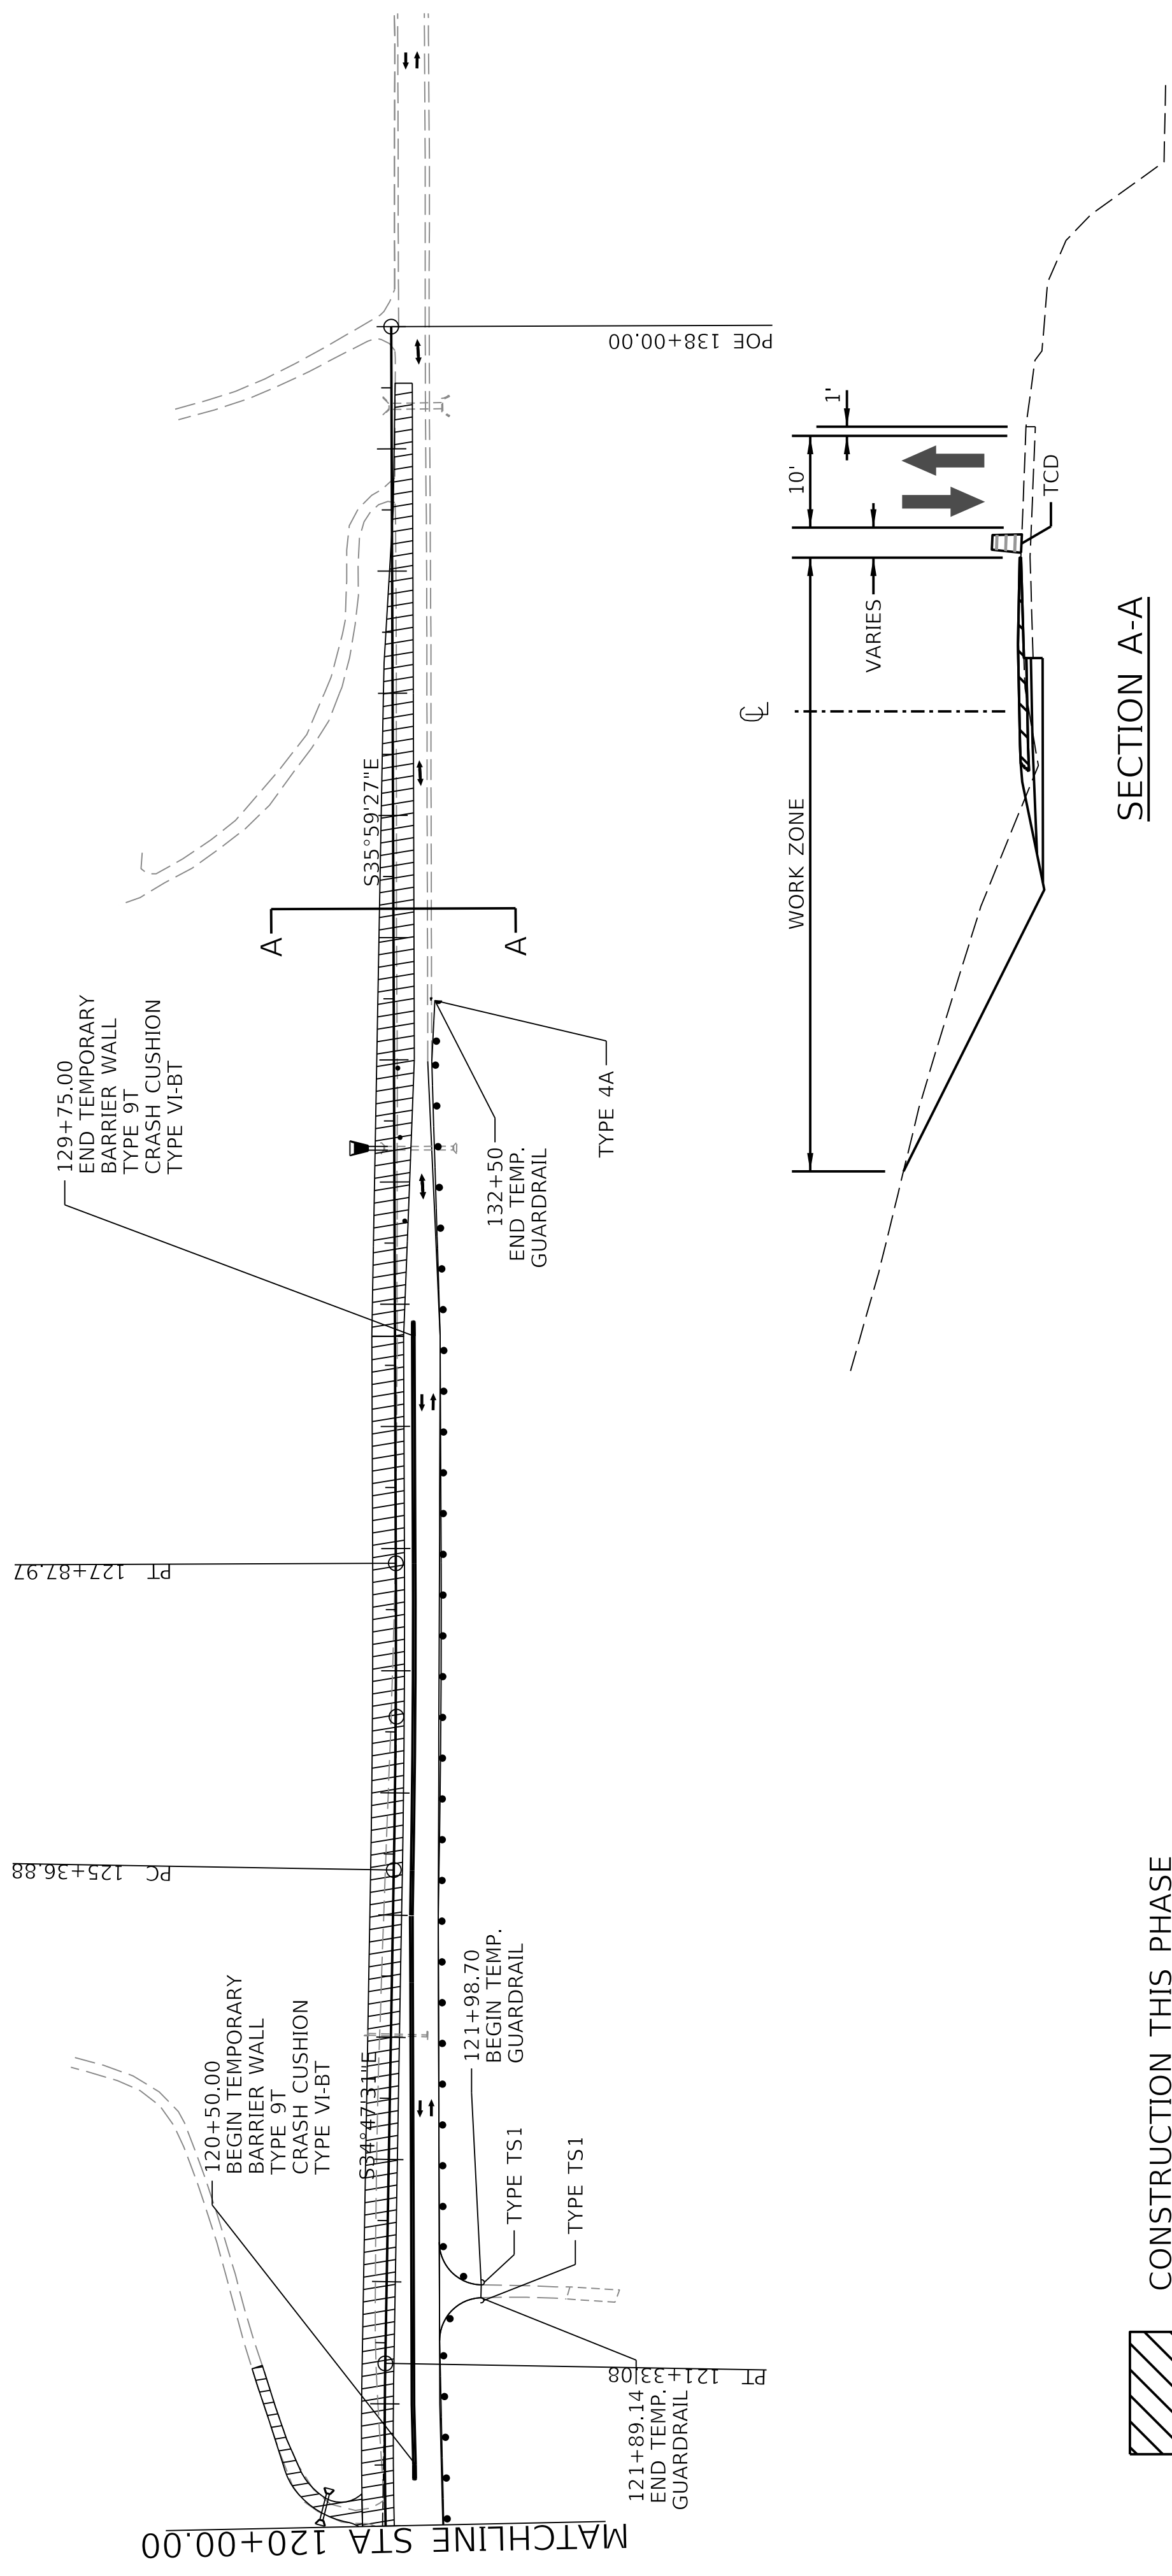 129+75.00
END TEMPORARY
BARRIER WALL
TYPE 9T
CRASH CUSHION
TYPE VI-BT
120+50.00
BEGIN TEMPORARY
BARRIER WALL
TYPE 9T
CRASH CUSHION
TYPE VI-BT
PT 127+87.97
PC 125+36.88
S35°59'27"E
S34°47'31"E
A
A
POE 138+00.00
132+50
END TEMP.
GUARDRAIL
TYPE 4A
121+98.70
BEGIN TEMP.
GUARDRAIL
TYPE TS1
TYPE TS1
PT 121+33.08
121+89.14
END TEMP.
GUARDRAIL
MATCHLINE STA 120+00.00
1'
10'
VARIES
WORK ZONE
CL
TCD
SECTION A-A
CONSTRUCTION THIS PHASE